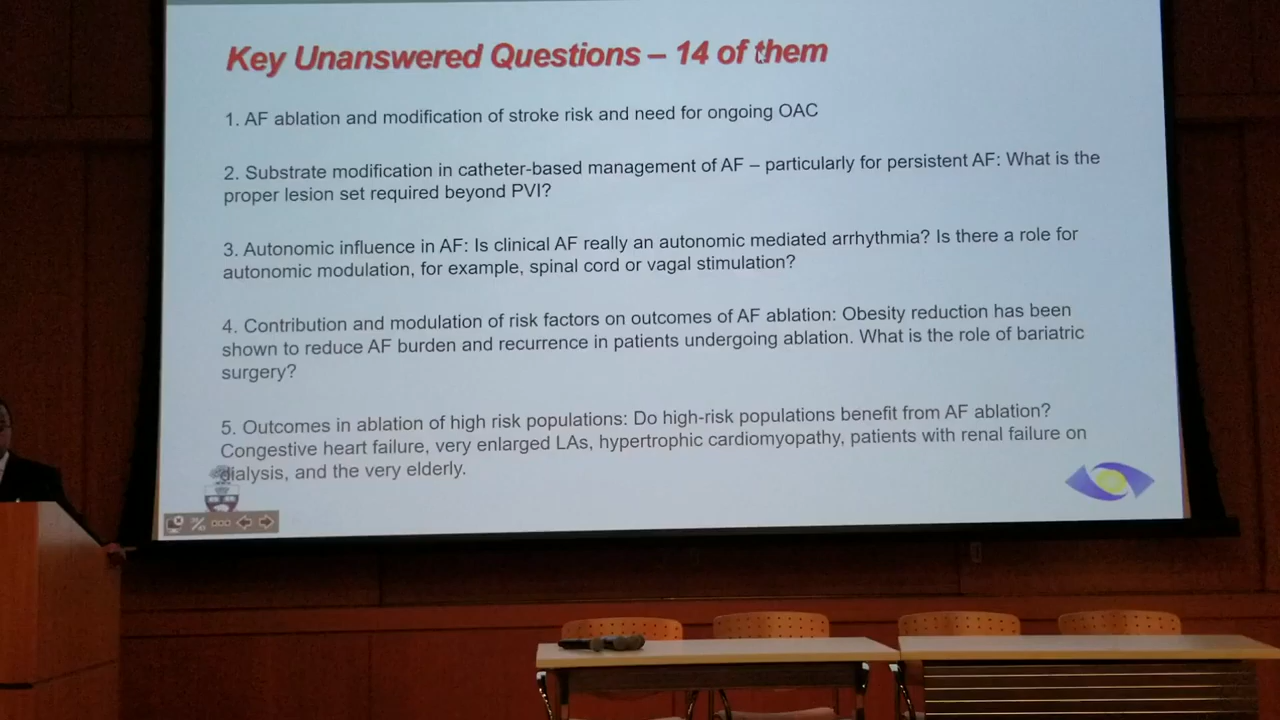 Key Unanswered Questions – 14 of them
1. AF ablation and modification of stroke risk and need for ongoing OAC
2. Substrate modification in catheter-based management of AF – particularly for persistent AF: What is the
proper lesion set required beyond PVI?
3. Autonomic influence in AF: Is clinical AF really an autonomic mediated arrhythmia? Is there a role for
autonomic modulation, for example, spinal cord or vagal stimulation?
4. Contribution and modulation of risk factors on outcomes of AF ablation: Obesity reduction has been
shown to reduce AF burden and recurrence in patients undergoing ablation. What is the role of bariatric
surgery?
5. Outcomes in ablation of high risk populations: Do high-risk populations benefit from AF ablation?
Congestive heart failure, very enlarged LAs, hypertrophic cardiomyopathy, patients with renal failure on
dialysis, and the very elderly.